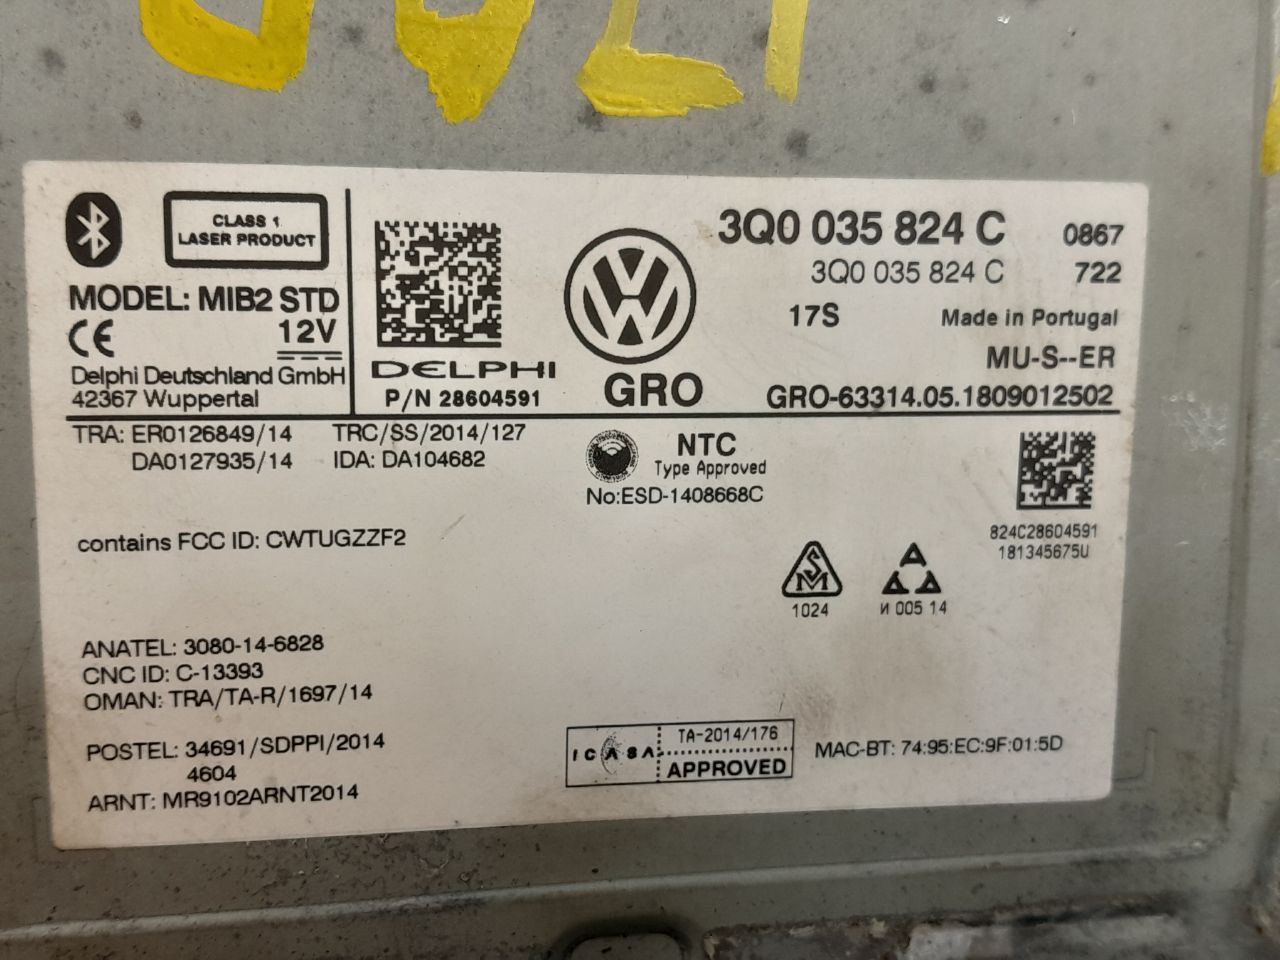 CLASS 1
LASER PRODUCT
MODEL: MIB2 STD
12V
Delphi Deutschland GmbH
42367 Wuppertal
DELPHI
P/N 28604591
GRO
3Q0 035 824 C 0867
3Q0 035 824 C 722
17S Made in Portugal
MU-S--ER
GRO-63314.05.1809012502
TRA: ER0126849/14 TRC/SS/2014/127
DA0127935/14 IDA: DA104682
NTC
Type Approved
No:ESD-1408668C
824C28604591
181345675U
contains FCC ID: CWTUGZZF2
1024
И 005 14
ANATEL: 3080-14-6828
CNC ID: C-13393
OMAN: TRA/TA-R/1697/14
POSTEL: 34691/SDPPI/2014
4604
ARNT: MR9102ARNT2014
ICASA TA-2014/176
APPROVED
MAC-BT: 74:95:EC:9F:01:5D